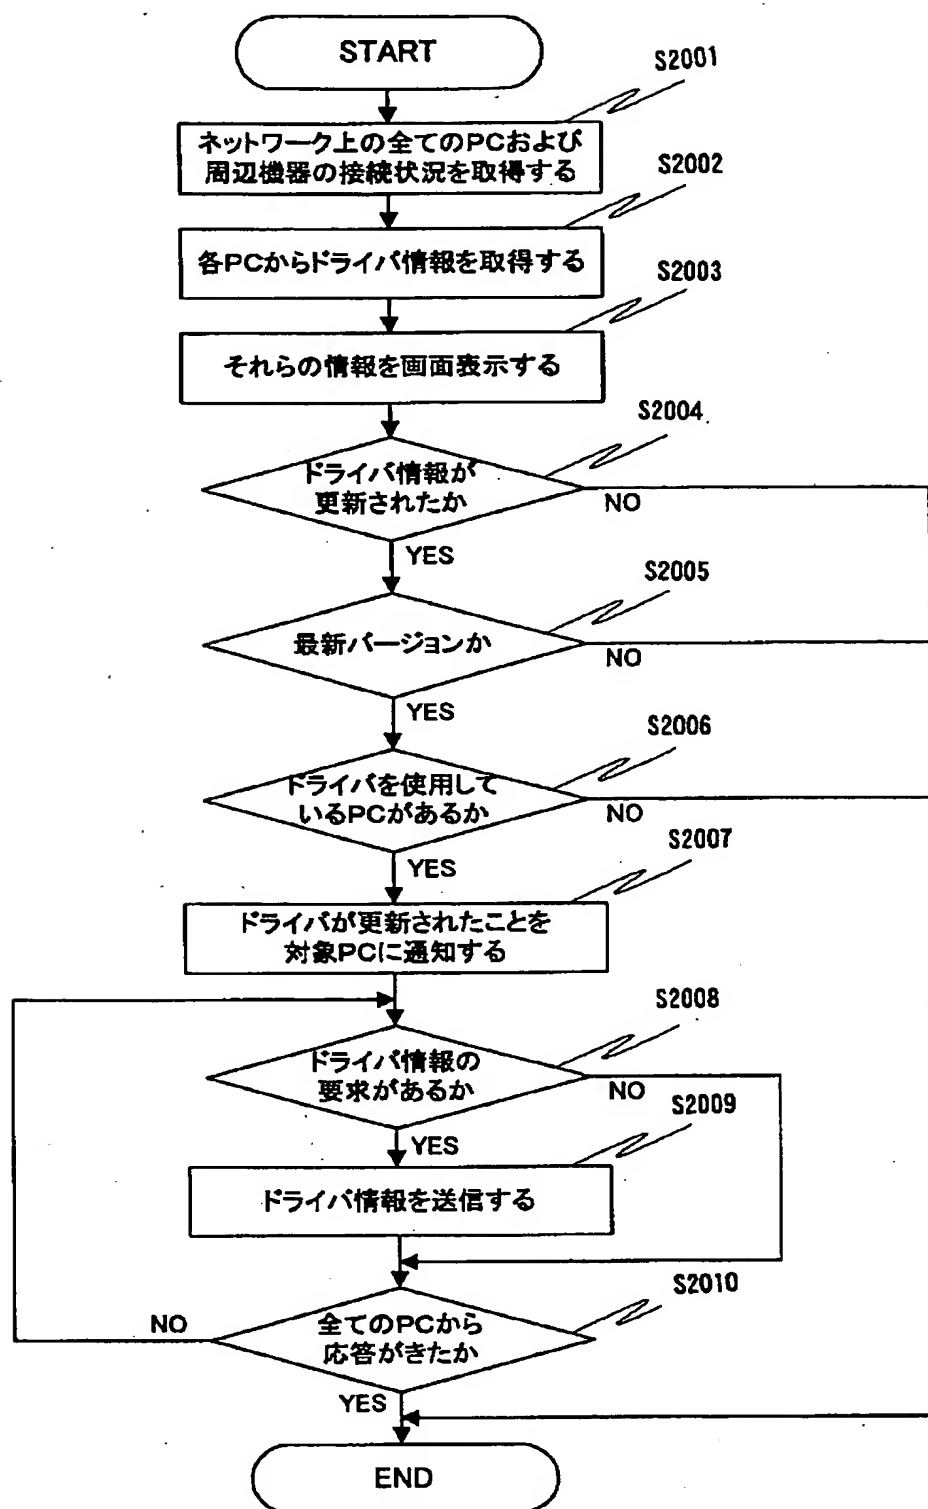 START
S2001
ネットワーク上の全てのPCおよび
周辺機器の接続状況を取得する
S2002
各PCからドライバ情報を取得する
S2003
それらの情報を画面表示する
S2004
ドライバ情報が
更新されたか
NO
YES
S2005
最新バージョンか
NO
YES
S2006
ドライバを使用して
いるPCがあるか
NO
YES
S2007
ドライバが更新されたことを
対象PCに通知する
S2008
ドライバ情報の
要求があるか
NO
YES
S2009
ドライバ情報を送信する
S2010
全てのPCから
応答がきたか
NO
YES
END